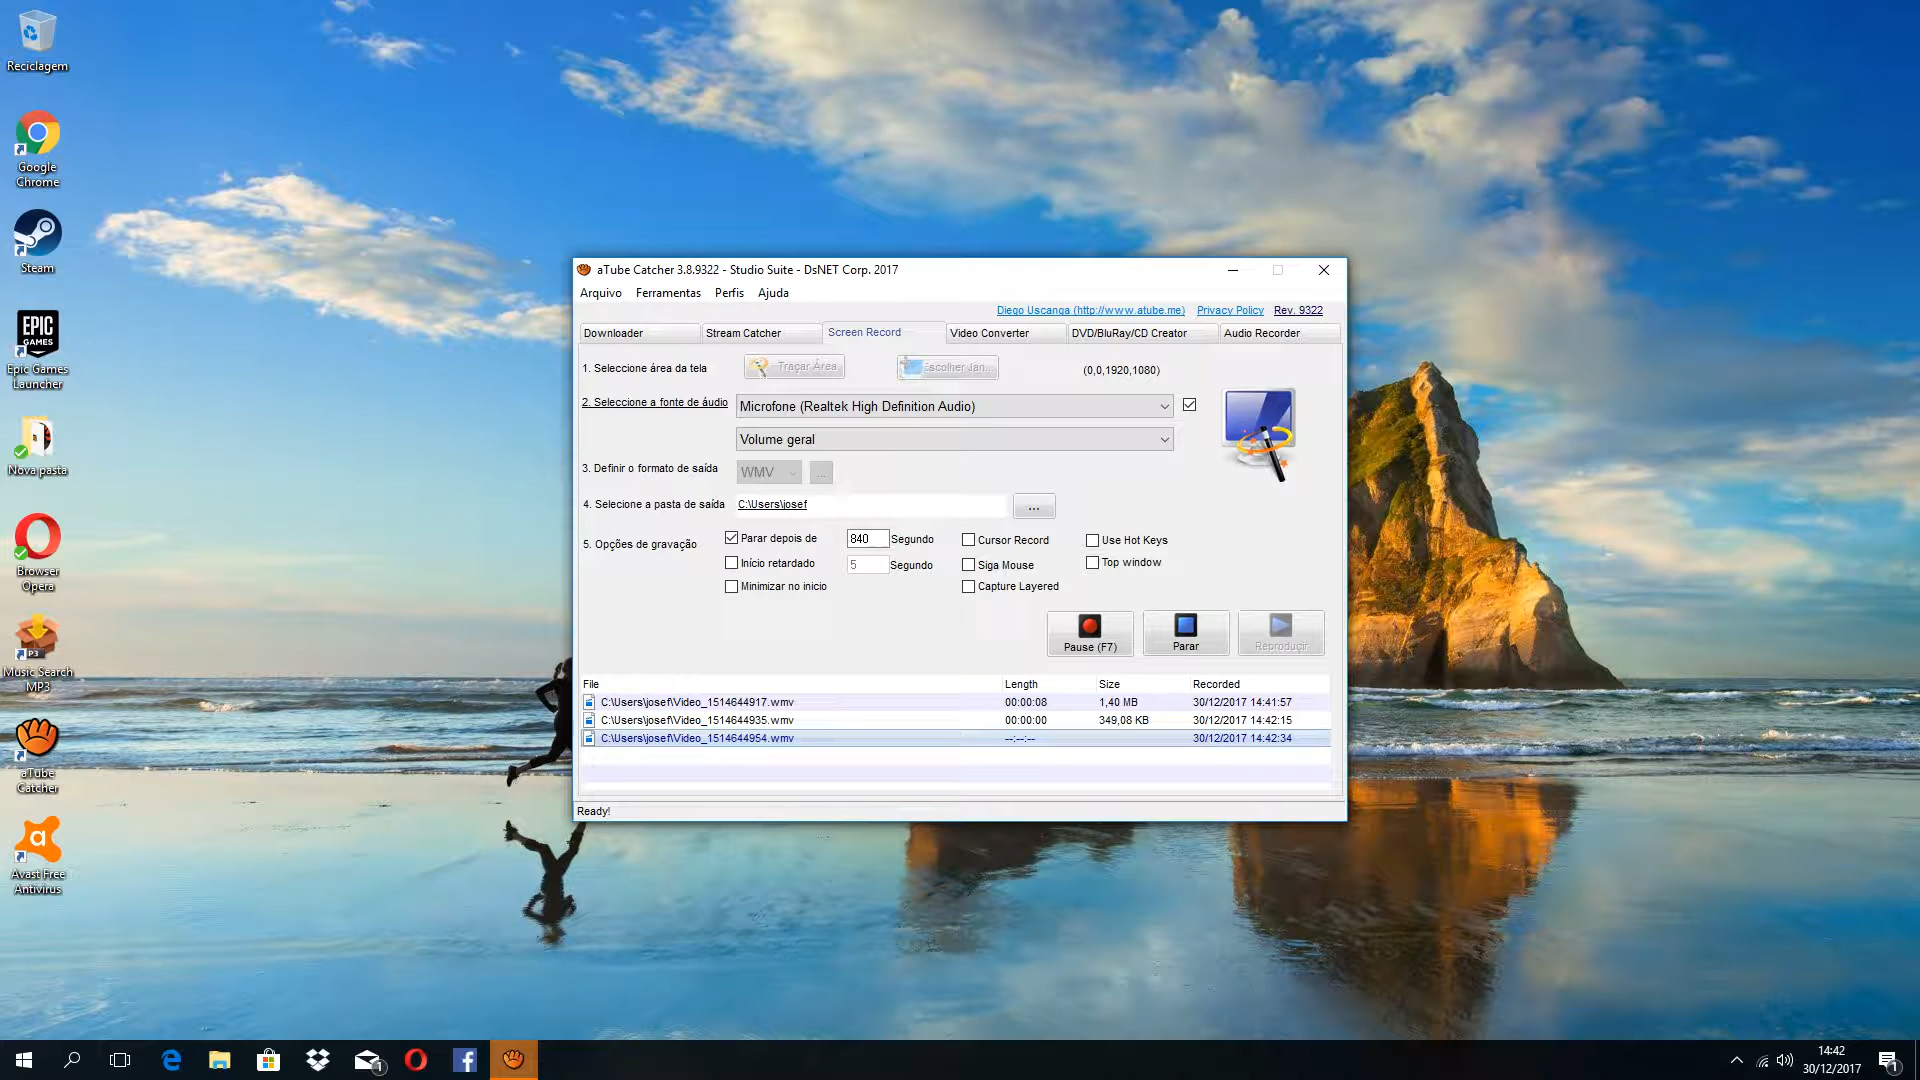 Reciclagem
Google
Chrome
Steam
EPIC
GAMES
Epic Games
Launcher
Nova pasta
Browser
Opera
P3
Music Search
MP3
aTube
Catcher
Avast Free
Antivirus
aTube Catcher 3.8.9322 - Studio Suite - DsNET Corp. 2017
Arquivo Ferramentas Perfis Ajuda
Diego Uscanga (http://www.atube.me) Privacy Policy Rev. 9322
Downloader Stream Catcher Screen Record Video Converter DVD/BluRay/CD Creator Audio Recorder
1. Seleccione área da tela Traçar Área Escolher Jan... (0,0,1920,1080)
2. Seleccione a fonte de áudio Microfone (Realtek High Definition Audio)
Volume geral
3. Definir o formato de saída WMV ...
4. Selecione a pasta de saída C:\Users\josef ...
5. Opções de gravação
Parar depois de 840 Segundo Cursor Record Use Hot Keys
Início retardado 5 Segundo Siga Mouse Top window
Minimizar no inicio Capture Layered
Pause (F7) Parar Reproducir
File Length Size Recorded
C:\Users\josef\Video_1514644917.wmv 00:00:08 1,40 MB 30/12/2017 14:41:57
C:\Users\josef\Video_1514644935.wmv 00:00:00 349,08 KB 30/12/2017 14:42:15
C:\Users\josef\Video_1514644954.wmv --:--:-- 30/12/2017 14:42:34
Ready!
1
14:42
30/12/2017
1